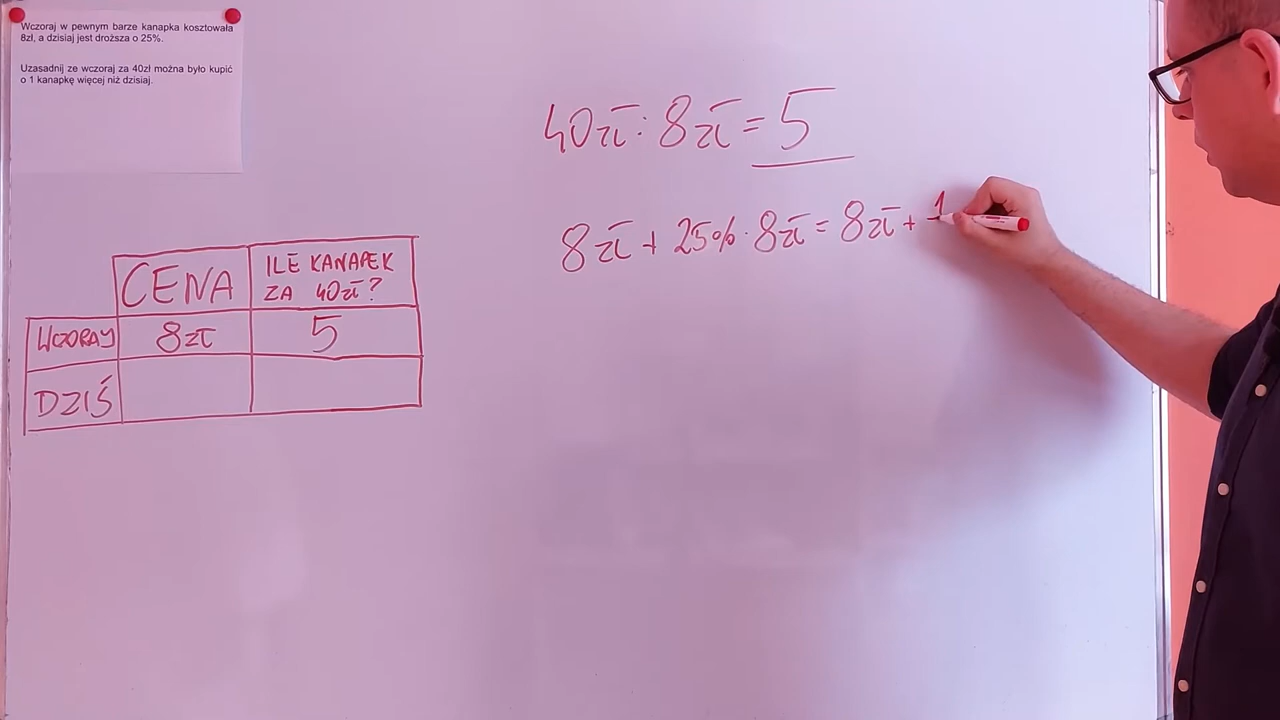 Wczoraj w pewnym barze kanapka kosztowała
8zł, a dzisiaj jest droższa o 25%.
Uzasadnij ze wczoraj za 40zł można było kupić
o 1 kanapkę więcej niż dzisiaj.
40zł : 8zł = 5
8zł + 25% · 8zł = 8zł + 1
CENA
ILE KANAPEK
ZA 40zł?
WCZORAJ 8zł 5
DZIŚ